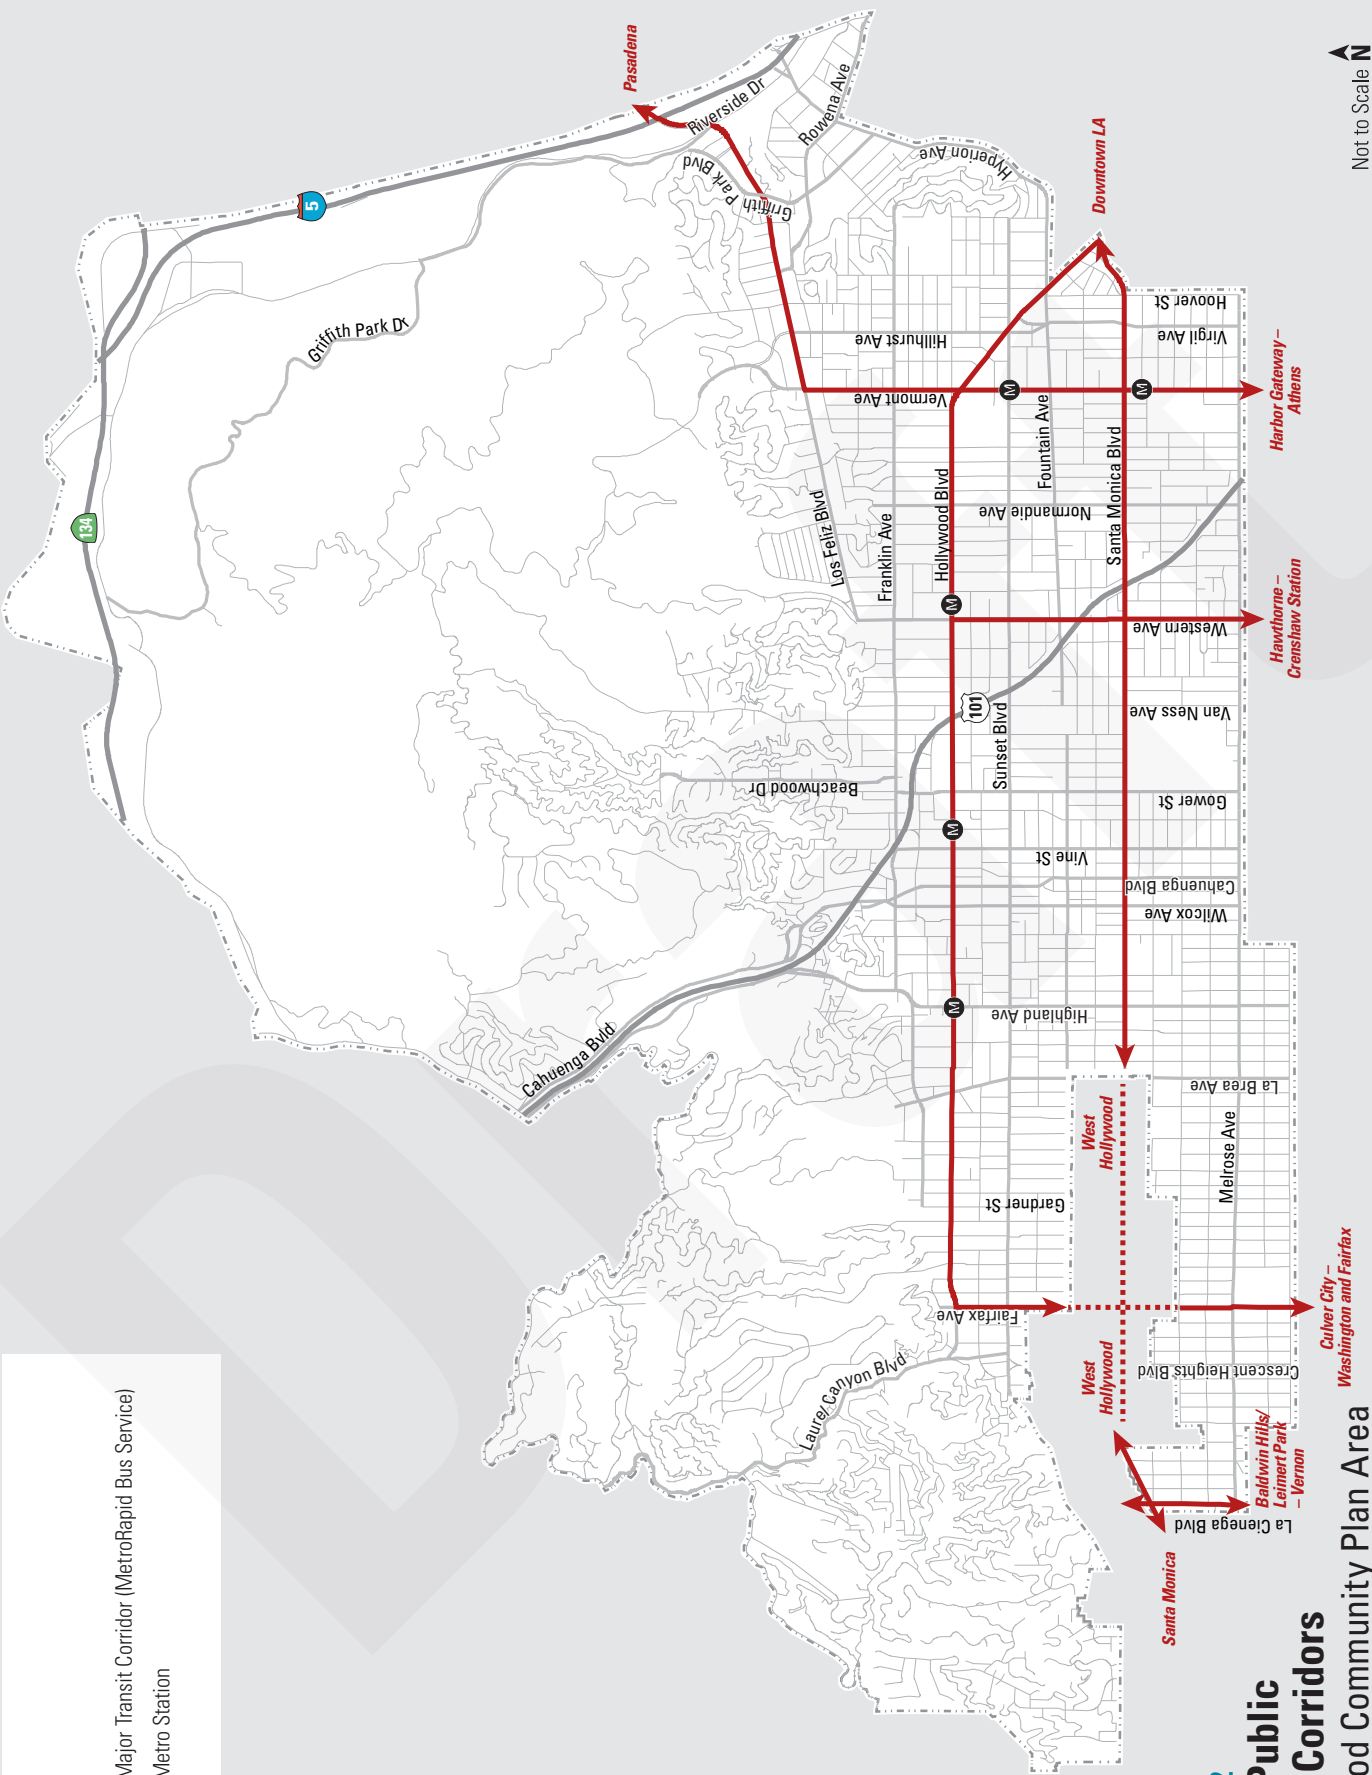 Major Transit Corridor (MetroRapid Bus Service)
Metro Station
Pasadena
Riverside Dr
Rowena Ave
Griffith
Park Blvd
Hyperion Ave
5
134
Griffith Park Dr
Downtown LA
Hoover St
Virgil Ave
Hillhurst Ave
Vermont Ave
Harbor Gateway –
Athens
M
M
Fountain Ave
Santa Monica Blvd
Normandie Ave
Hollywood Blvd
Franklin Ave
Los Feliz Blvd
M
Western Ave
Hawthorne –
Crenshaw Station
101
Sunset Blvd
Van Ness Ave
Beachwood Dr
Gower St
M
Vine St
Cahuenga Blvd
Wilcox Ave
M
Highland Ave
Cahuenga Bvld
La Brea Ave
West
Hollywood
Melrose Ave
Gardner St
Fairfax Ave
Culver City –
Washington and Fairfax
West
Hollywood
Crescent Heights Blvd
Laurel Canyon Blvd
Baldwin Hills/
Leimert Park
– Vernon
La Cienega Blvd
Santa Monica
Public
Corridors
Community Plan Area
Not to Scale N
DRAFT